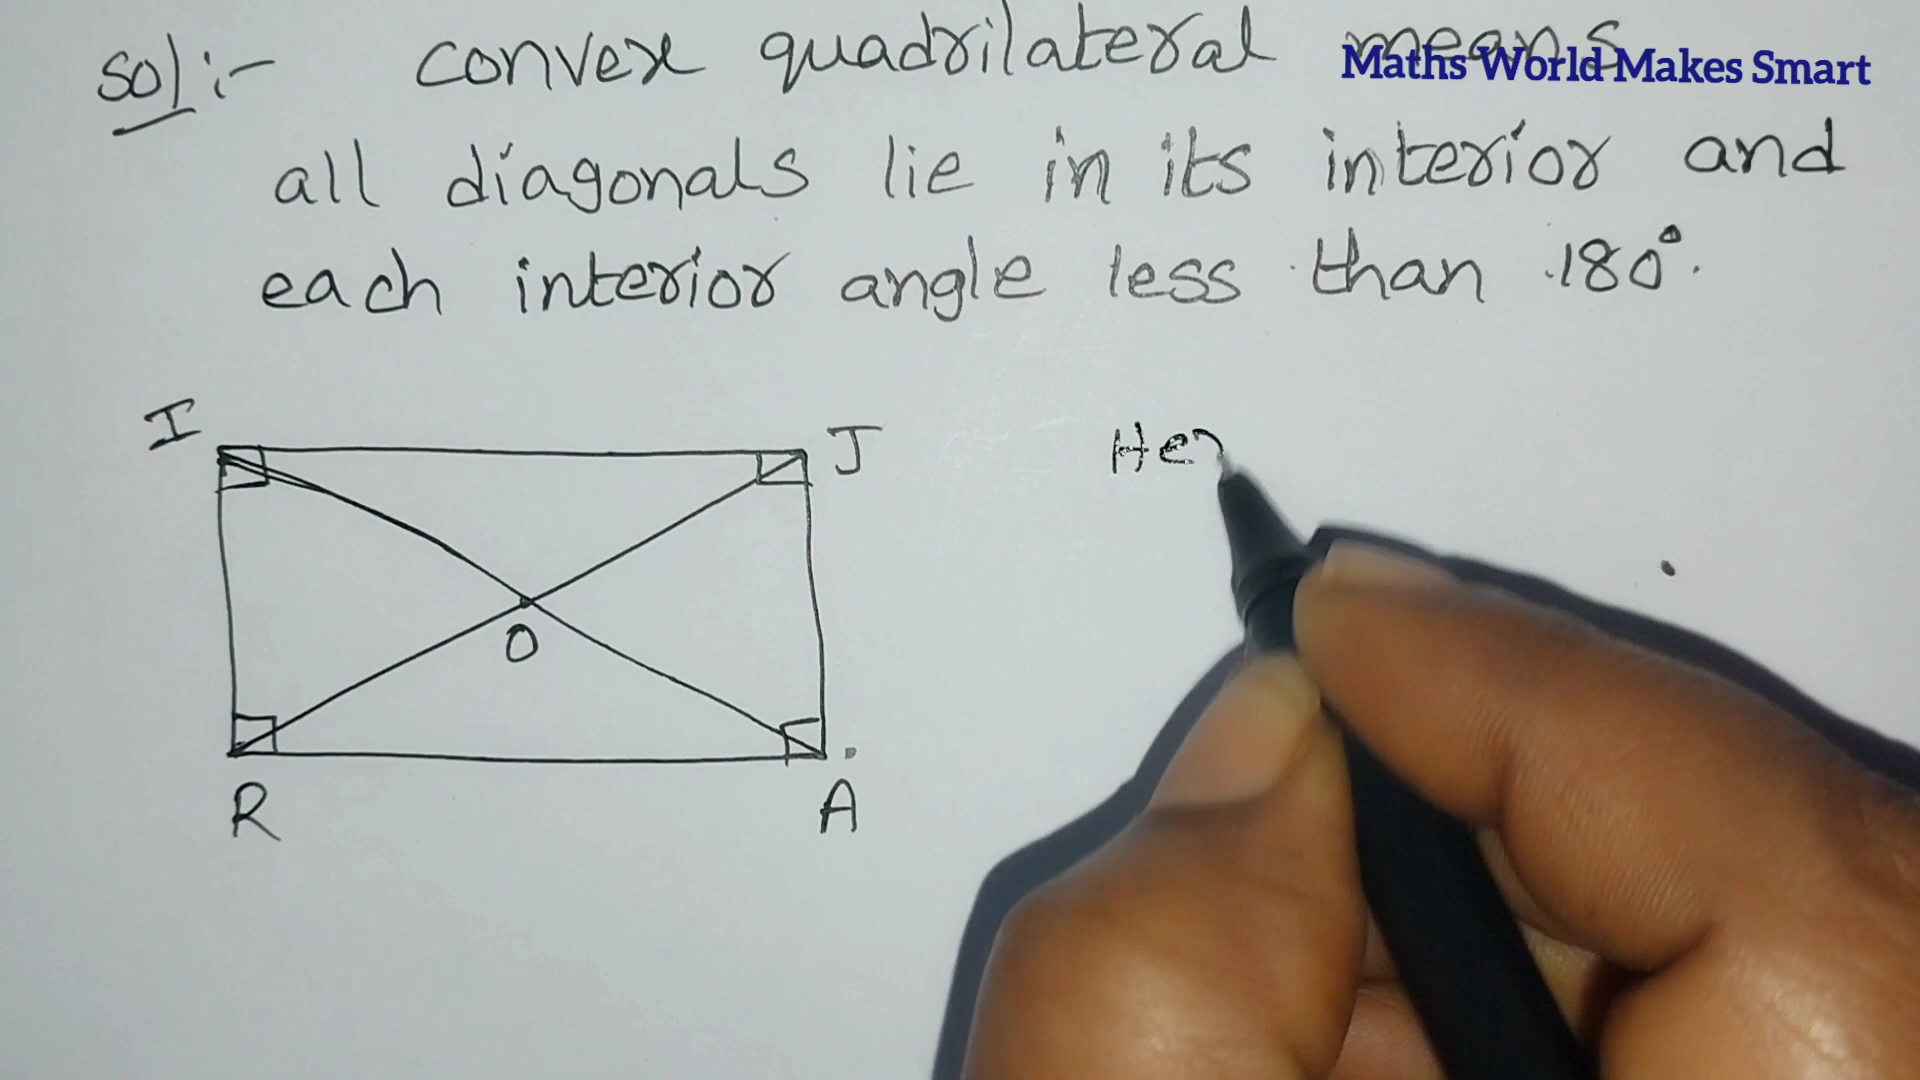 Sol:- convex quadrilateral means
Maths World Makes Smart
all diagonals lie in its interior and
each interior angle less than 180°.
I
J
Her
O
R
A